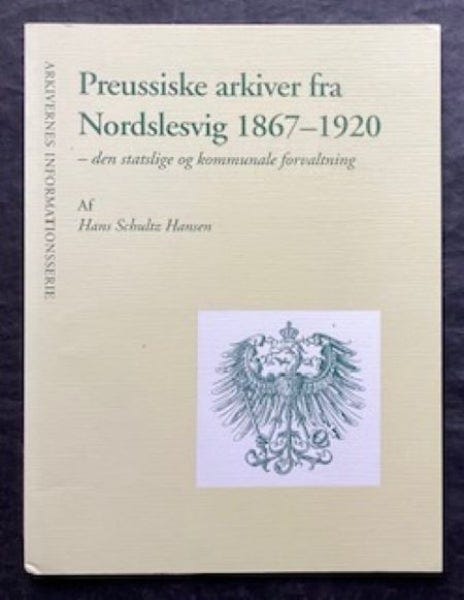 ARKIVERNES INFORMATIONSSERIE
Preussiske arkiver fra
Nordslesvig 1867–1920
– den statslige og kommunale forvaltning
Af
Hans Schultz Hansen